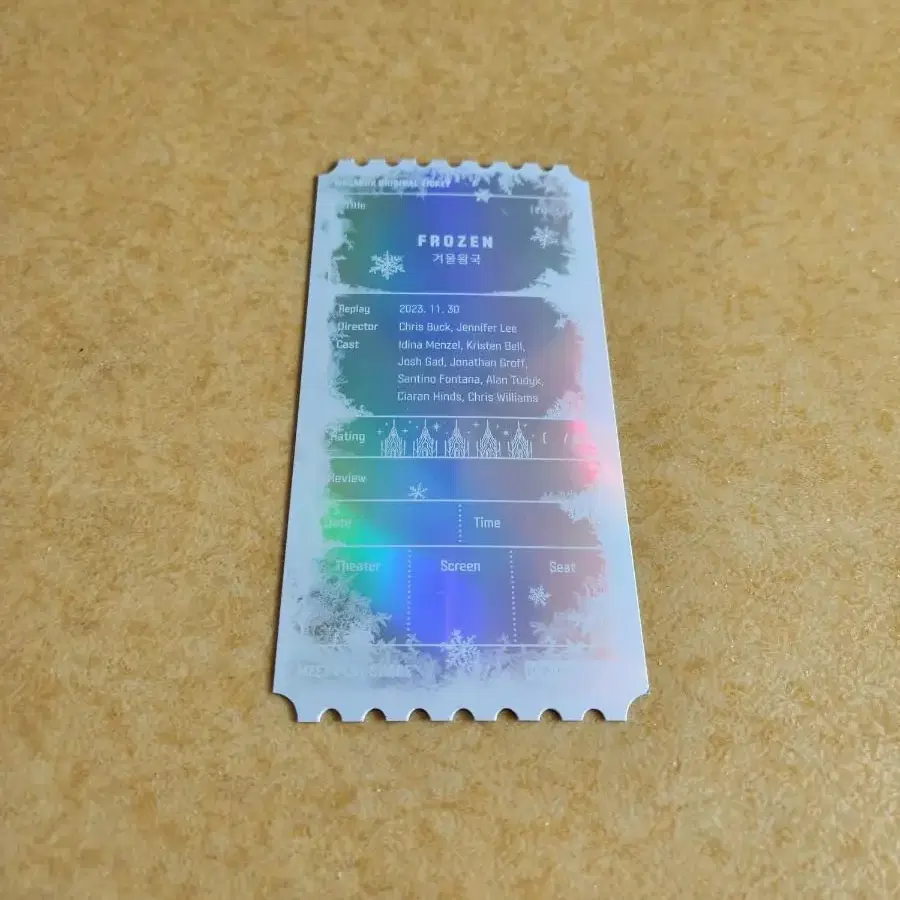 ORIGINAL TICKET
Title
FROZEN
겨울왕국
Replay 2023. 11. 30
Director Chris Buck, Jennifer Lee
Cast Idina Menzel, Kristen Bell,
Josh Gad, Jonathan Groff,
Santino Fontana, Alan Tudyk,
Ciaran Hinds, Chris Williams
Rating ( /
Review
Date Time
Theater Screen Seat